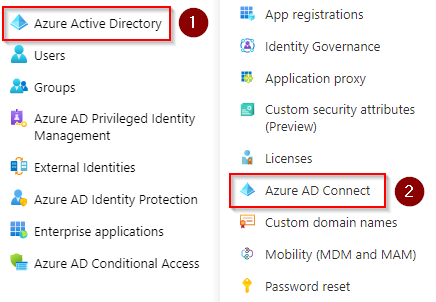 Azure Active Directory
1
Users
Groups
Azure AD Privileged Identity
Management
External Identities
Azure AD Identity Protection
Enterprise applications
Azure AD Conditional Access
App registrations
Identity Governance
Application proxy
Custom security attributes
(Preview)
Licenses
Azure AD Connect
2
Custom domain names
Mobility (MDM and MAM)
Password reset